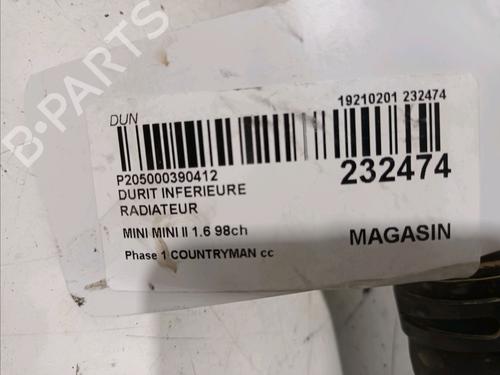 DUN
19210201 232474
P205000390412
232474
DURIT INFERIEURE
RADIATEUR
MINI MINI II 1.6 98ch
MAGASIN
Phase 1 COUNTRYMAN cc
B-PARTS